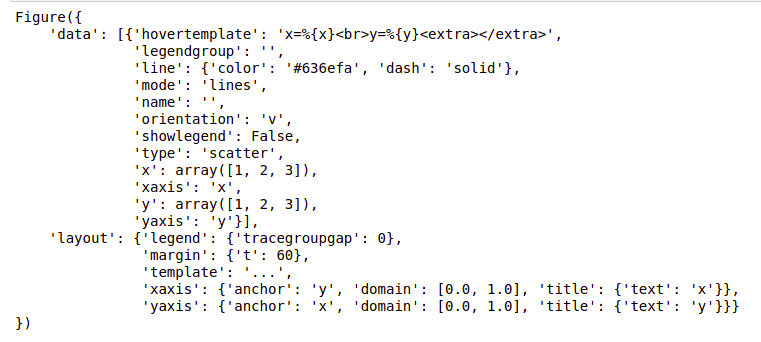 Figure({
    'data': [{'hovertemplate': 'x=%{x}<br>y=%{y}<extra></extra>',
              'legendgroup': '',
              'line': {'color': '#636efa', 'dash': 'solid'},
              'mode': 'lines',
              'name': '',
              'orientation': 'v',
              'showlegend': False,
              'type': 'scatter',
              'x': array([1, 2, 3]),
              'xaxis': 'x',
              'y': array([1, 2, 3]),
              'yaxis': 'y'}],
    'layout': {'legend': {'tracegroupgap': 0},
               'margin': {'t': 60},
               'template': '...',
               'xaxis': {'anchor': 'y', 'domain': [0.0, 1.0], 'title': {'text': 'x'}},
               'yaxis': {'anchor': 'x', 'domain': [0.0, 1.0], 'title': {'text': 'y'}}}
})